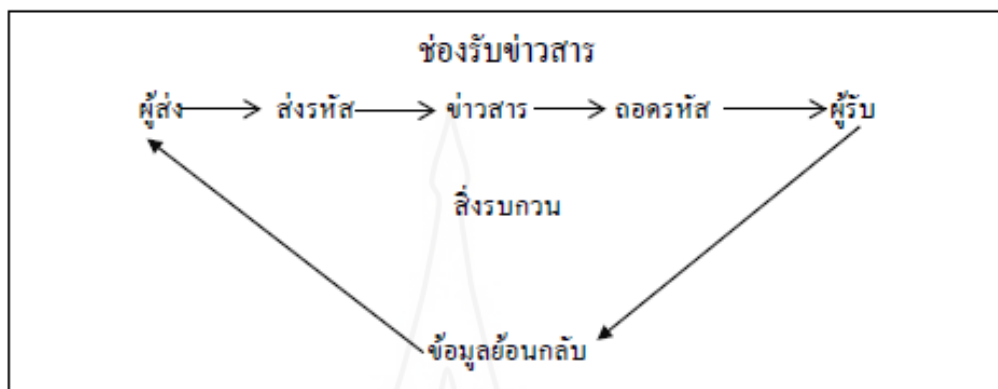 ช่องรับข่าวสาร
ผู้ส่ง ส่งรหัส ข่าวสาร ถอดรหัส ผู้รับ
สิ่งรบกวน
ข้อมูลย้อนกลับ